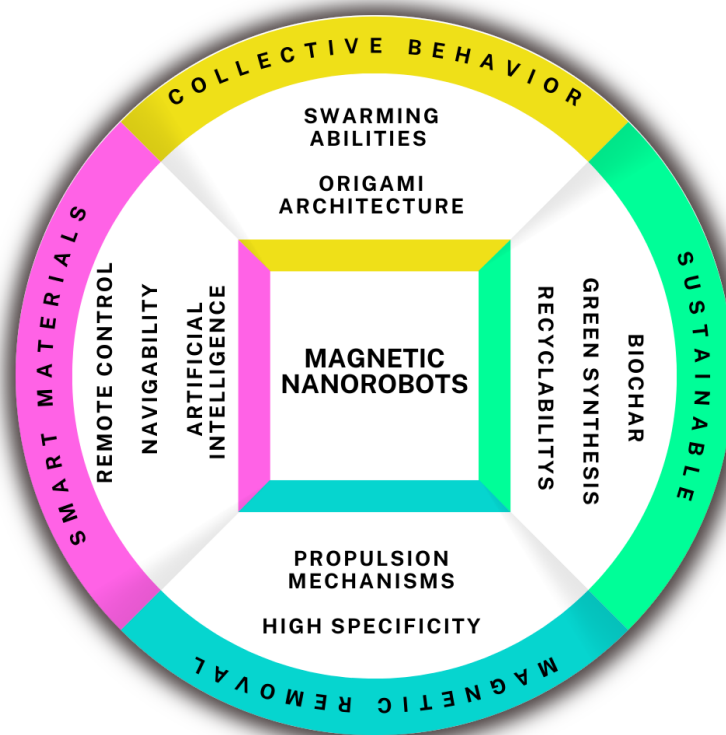 COLLECTIVE BEHAVIOR
SWARMING
ABILITIES
ORIGAMI
ARCHITECTURE
SMART MATERIALS
REMOTE CONTROL
NAVIGABILITY
ARTIFICIAL
INTELLIGENCE
MAGNETIC
NANOROBOTS
SUSTAINABLE
BIOCHAR
GREEN SYNTHESIS
RECYCLABILITYS
PROPULSION
MECHANISMS
HIGH SPECIFICITY
MAGNETIC REMOVAL